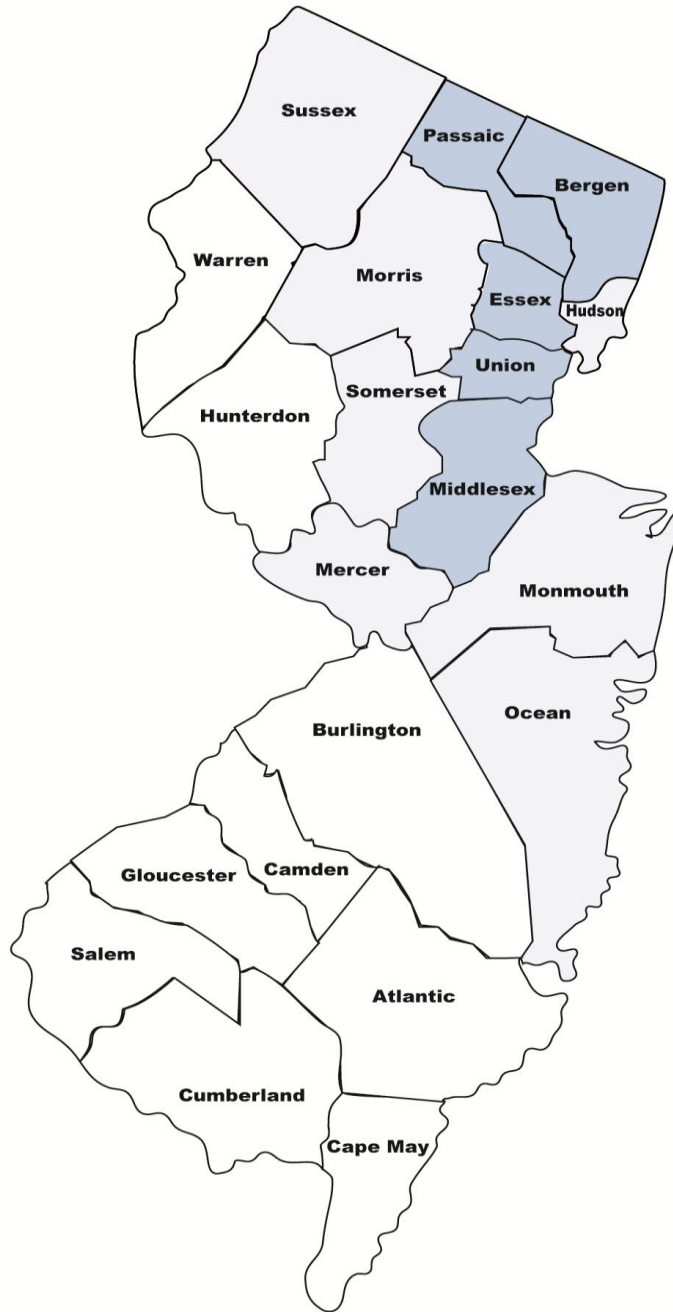 Sussex
Passaic
Bergen
Warren
Morris
Essex
Hudson
Union
Somerset
Hunterdon
Middlesex
Mercer
Monmouth
Ocean
Burlington
Camden
Gloucester
Salem
Atlantic
Cumberland
Cape May